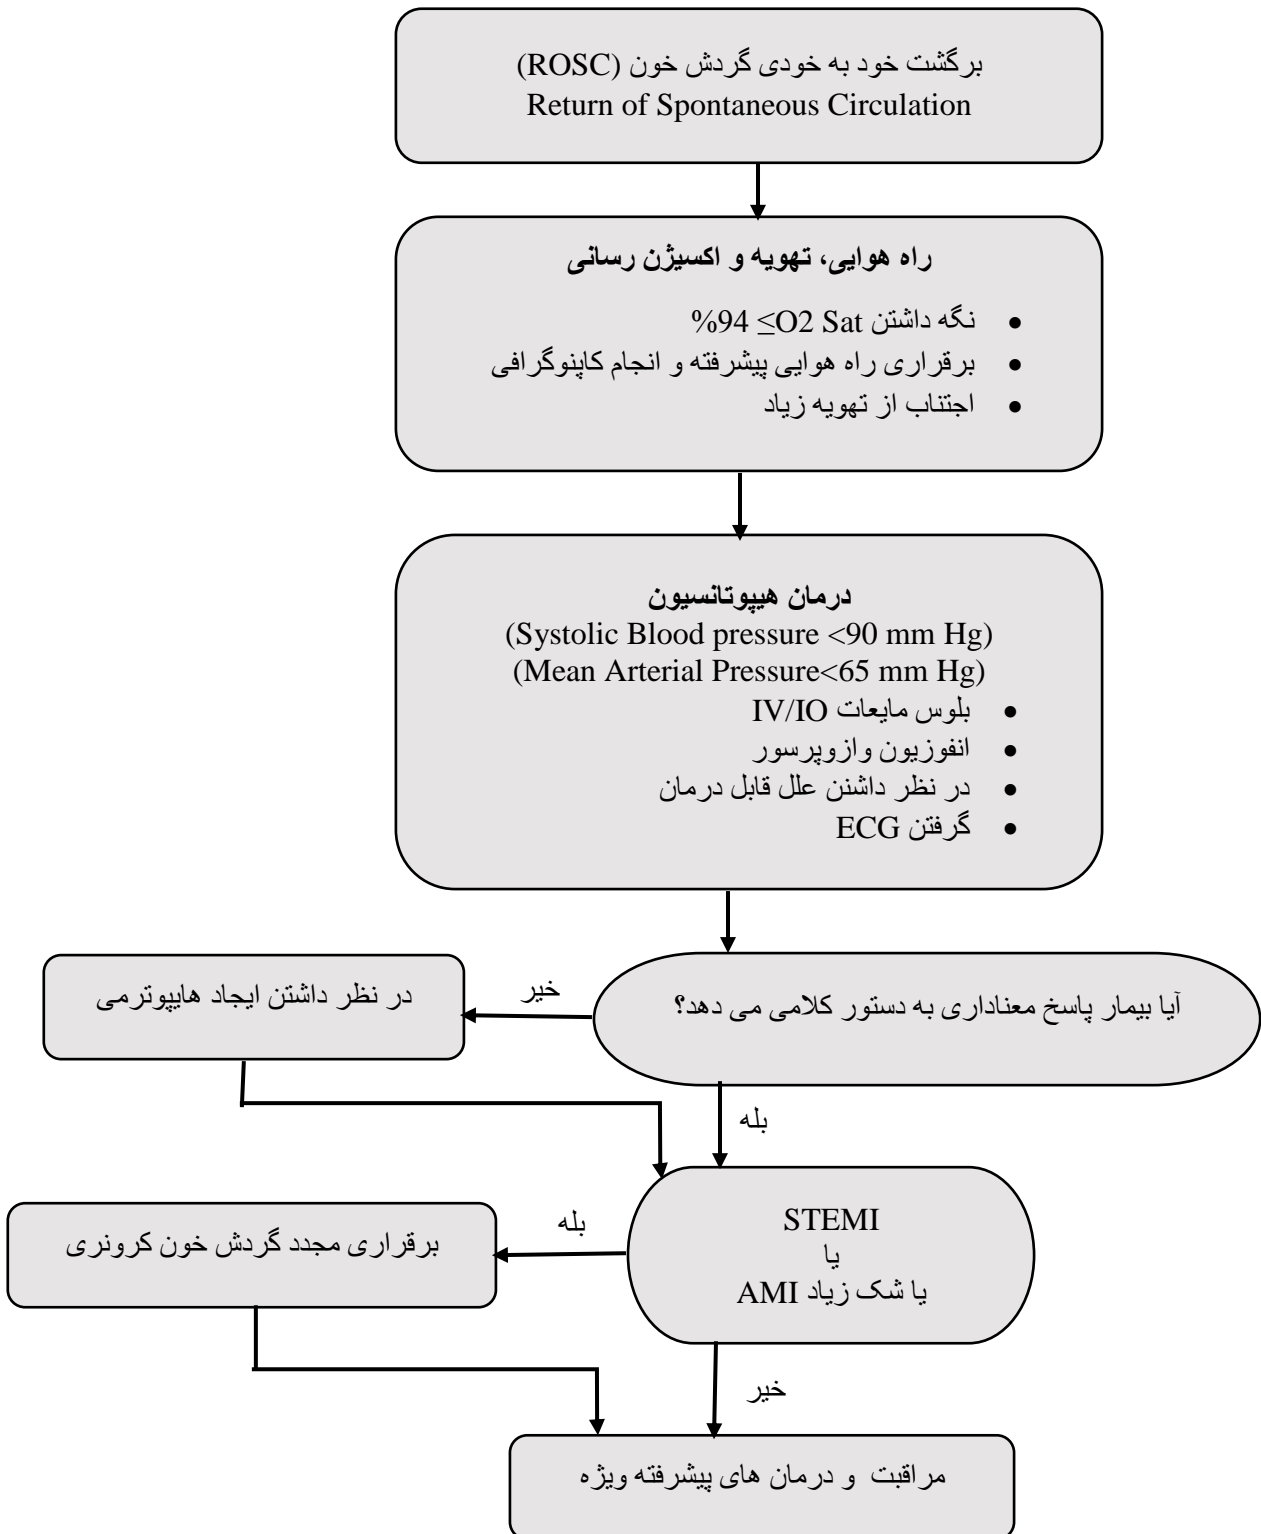 برگشت خود به خودی گردش خون (ROSC)
Return of Spontaneous Circulation
راه هوایی، تهویه و اکسیژن رسانی
• نگه داشتن O2 Sat ≥94%
• برقراری راه هوایی پیشرفته و انجام کاپنوگرافی
• اجتناب از تهویه زیاد
درمان هیپوتانسیون
(Systolic Blood pressure <90 mm Hg)
(Mean Arterial Pressure<65 mm Hg)
• بلوس مایعات IV/IO
• انفوزیون وازوپرسور
• در نظر داشنن علل قابل درمان
• گرفتن ECG
آیا بیمار پاسخ معناداری به دستور کلامی می دهد؟
خیر
در نظر داشتن ایجاد هایپوترمی
بله
STEMI
یا
یا شک زیاد AMI
بله
برقراری مجدد گردش خون کرونری
خیر
مراقبت و درمان های پیشرفته ویژه